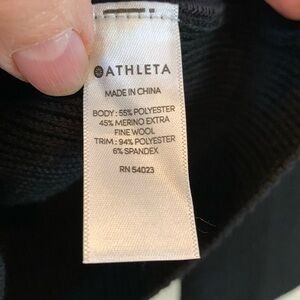 ATHLETA
MADE IN CHINA
BODY : 55% POLYESTER
45% MERINO EXTRA
FINE WOOL
TRIM : 94% POLYESTER
6% SPANDEX
RN 54023